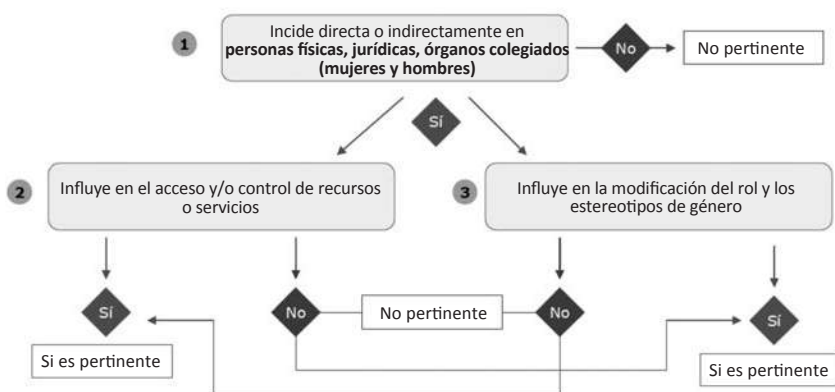 1
Incide directa o indirectamente en
personas físicas, jurídicas, órganos colegiados
(mujeres y hombres)
No
No pertinente
Sí
2
Influye en el acceso y/o control de recursos
o servicios
3
Influye en la modificación del rol y los
estereotipos de género
Sí
No
No pertinente
No
Sí
Si es pertinente
Si es pertinente